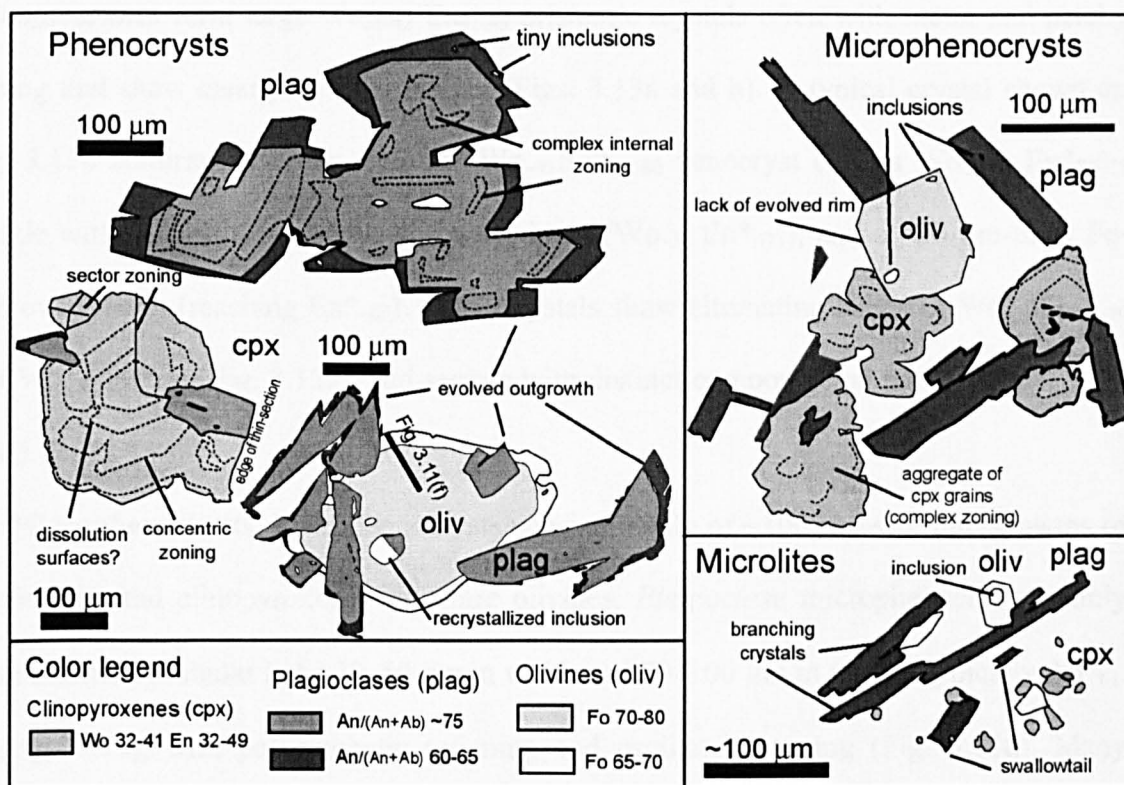 Phenocrysts
plag
tiny inclusions
100 µm
complex internal
zoning
sector zoning
cpx
100 µm
evolved outgrowth
edge of thin-section
Fig.3.11(f)
oliv
plag
dissolution
surfaces?
concentric
zoning
100 µm
recrystallized inclusion
Microphenocrysts
inclusions
100 µm
plag
lack of evolved rim
oliv
cpx
aggregate of
cpx grains
(complex zoning)
Microlites
plag
oliv
inclusion
branching
crystals
cpx
~100 µm
swallowtail
Color legend
Clinopyroxenes (cpx)
Wo 32-41 En 32-49
Plagioclases (plag)
An/(An+Ab) ~75
An/(An+Ab) 60-65
Olivines (oliv)
Fo 70-80
Fo 65-70